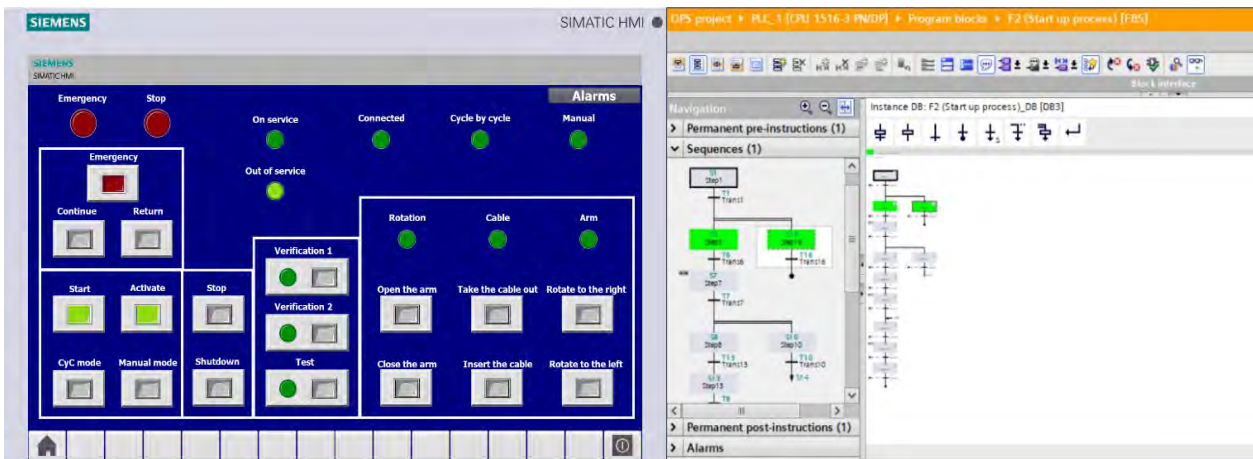 SIEMENS
SIMATIC HMI
SIEMENS
SIMATIC HMI
Alarms
Emergency
Stop
On service
Connected
Cycle by cycle
Manual
Emergency
Out of service
Continue
Return
Rotation
Cable
Arm
Verification 1
Start
Activate
Stop
Open the arm
Take the cable out
Rotate to the right
Verification 2
CyC mode
Manual mode
Shutdown
Test
Close the arm
Insert the cable
Rotate to the left
DPS project PLC_1 [CPU 1516-3 PN/DP] Program blocks F2 (Start up process) [FB5]
Block interface
Navigation
Instance DB: F2 (Start up process)_DB [DB3]
Permanent pre-instructions (1)
Sequences (1)
S1
Step1
T1
Trans1
T6
Trans6
T16
Trans16
S7
Step7
T7
Trans7
S8
Step8
S10
Step10
T13
Trans13
T10
Trans10
S13
Step13
Permanent post-instructions (1)
Alarms